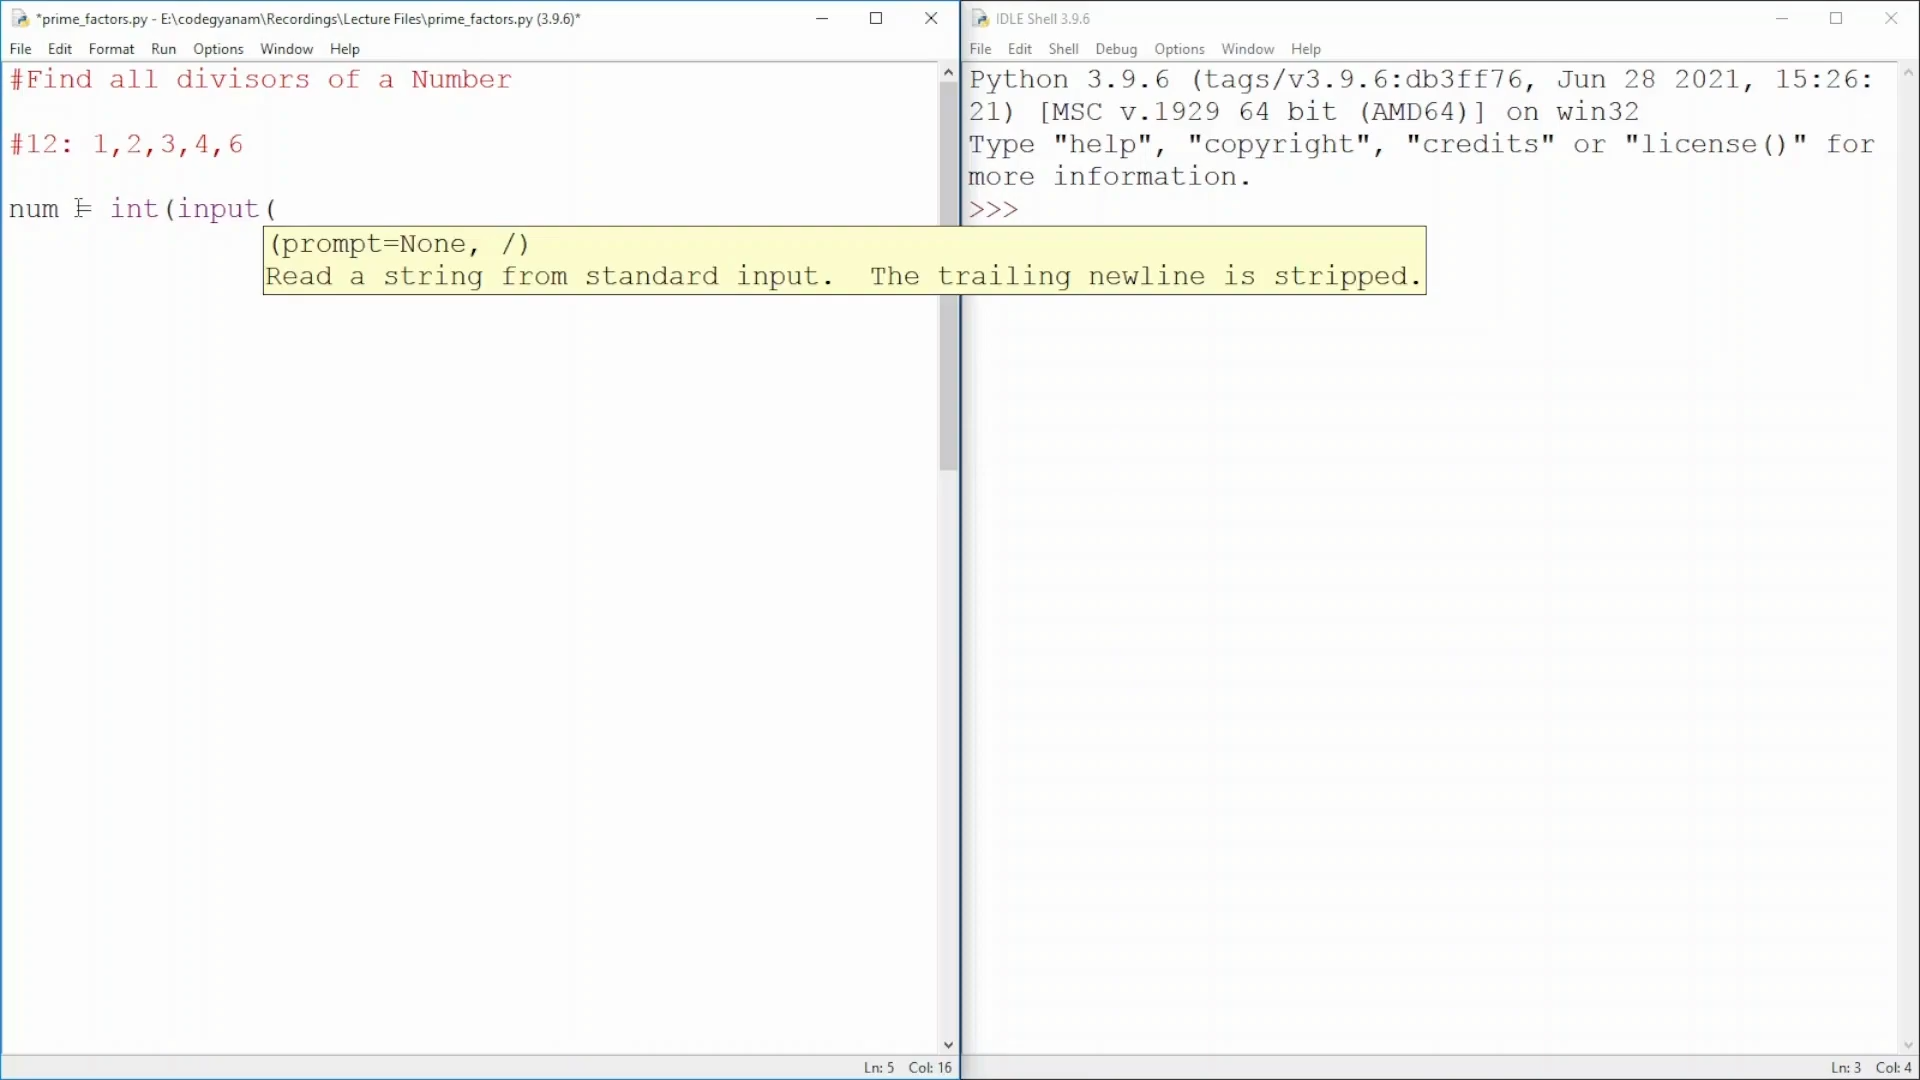 *prime_factors.py - E:\codegyanam\Recordings\Lecture Files\prime_factors.py (3.9.6)*
File Edit Format Run Options Window Help
#Find all divisors of a Number
#12: 1,2,3,4,6
num = int(input(
(prompt=None, /)
Read a string from standard input.  The trailing newline is stripped.
Ln: 5 Col: 16
IDLE Shell 3.9.6
File Edit Shell Debug Options Window Help
Python 3.9.6 (tags/v3.9.6:db3ff76, Jun 28 2021, 15:26:
21) [MSC v.1929 64 bit (AMD64)] on win32
Type "help", "copyright", "credits" or "license()" for
more information.
>>>
Ln: 3 Col: 4